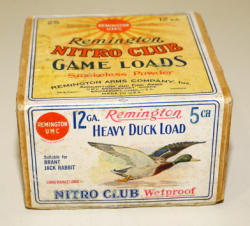 REMINGTON
UMC
25
12 GA.
Remington
NITRO CLUB
GAME LOADS
Smokeless Powder
REMINGTON ARMS COMPANY, Inc.
12 GA. Remington 5 CH
REMINGTON
UMC
HEAVY DUCK LOAD
Suitable for
BRANT
JACK RABBIT
NITRO CLUB Wetproof